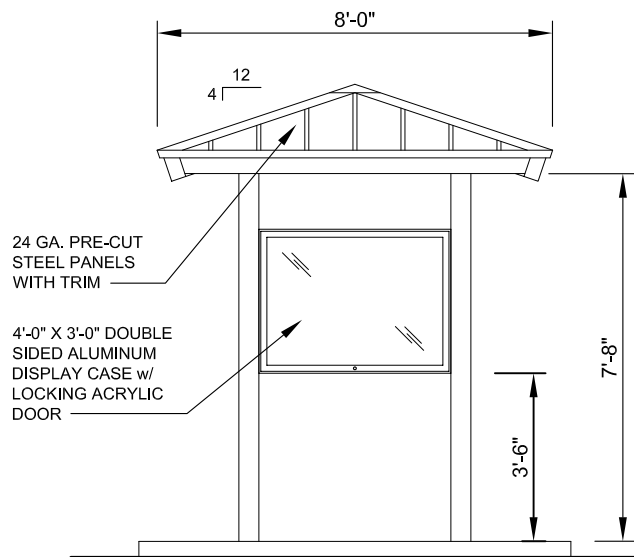 8'-0"
12
4
24 GA. PRE-CUT
STEEL PANELS
WITH TRIM
4'-0" X 3'-0" DOUBLE
SIDED ALUMINUM
DISPLAY CASE w/
LOCKING ACRYLIC
DOOR
7'-8"
3'-6"